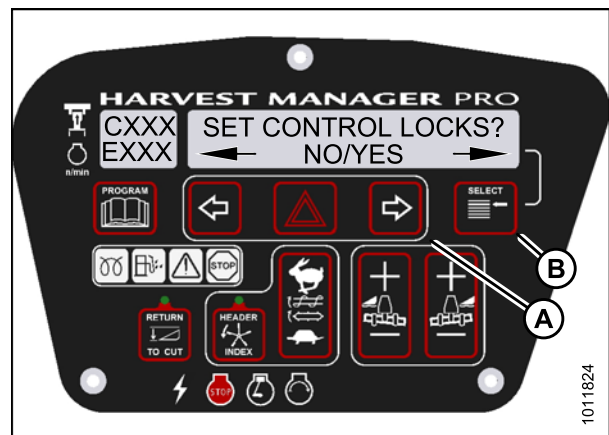 HARVEST MANAGER PRO
CXXX
EXXX
SET CONTROL LOCKS?
NO/YES
n/min
PROGRAM
SELECT
B
A
STOP
RETURN
TO CUT
HEADER
INDEX
STOP
1011824